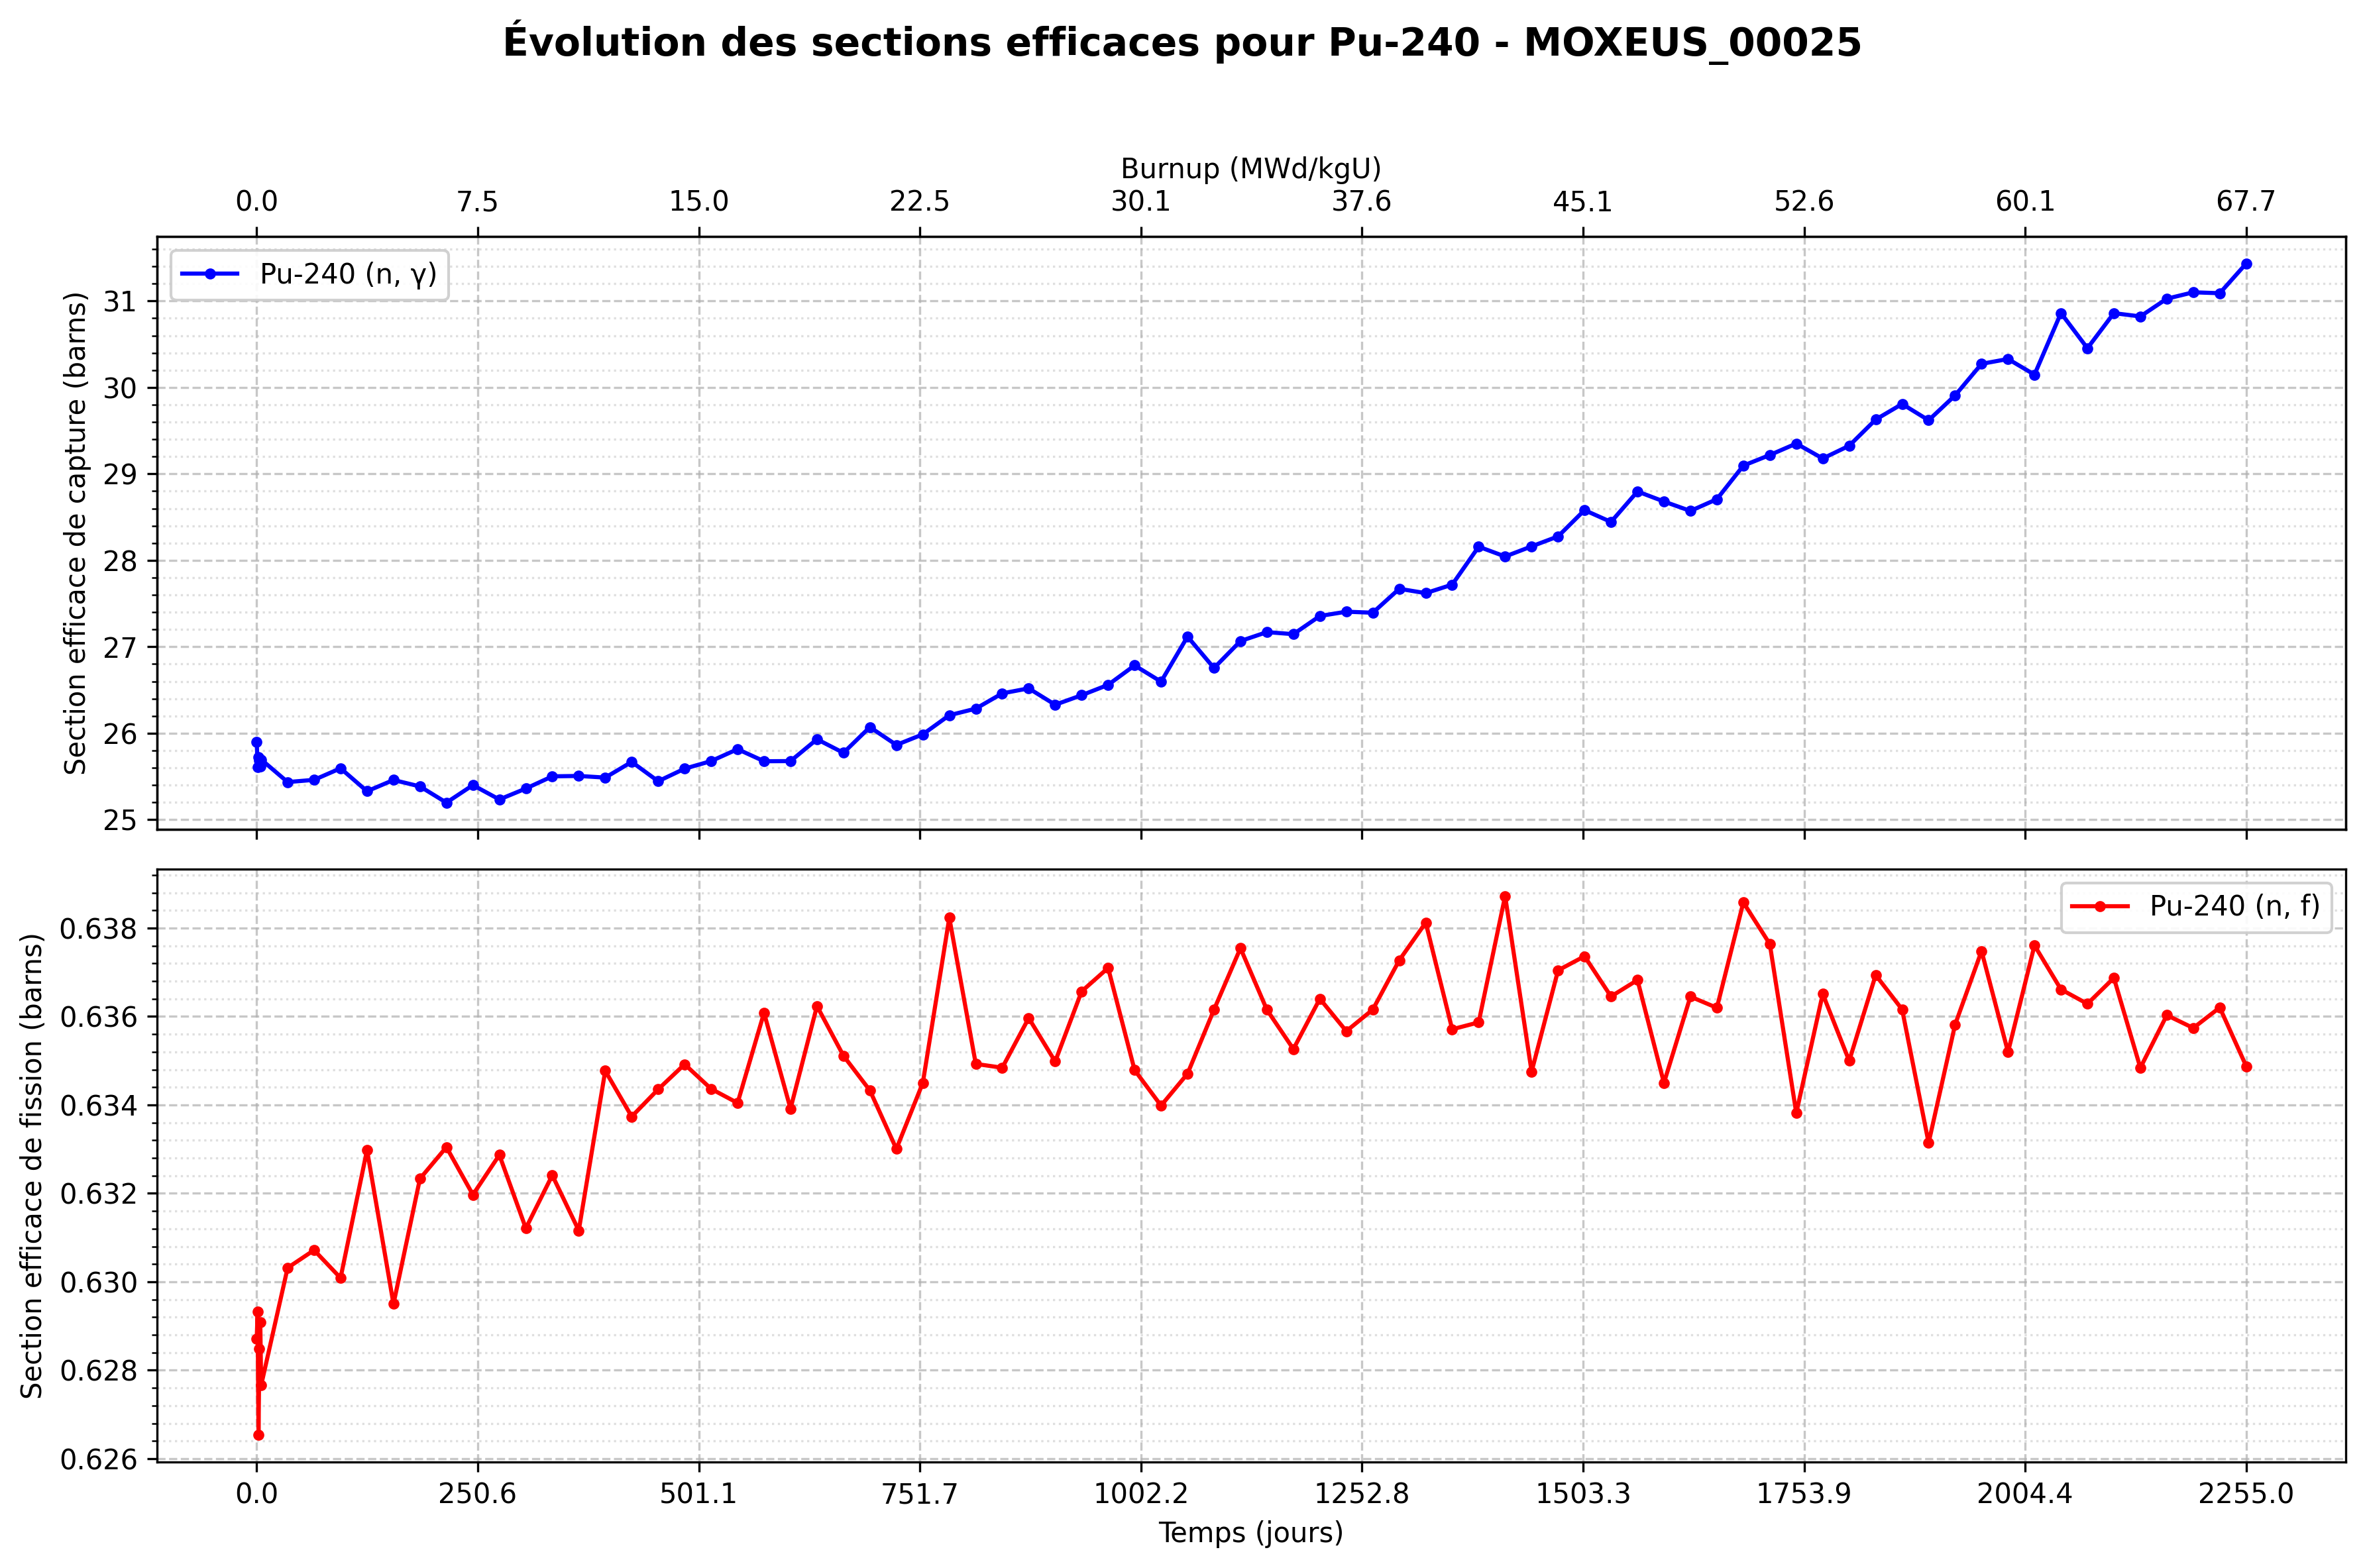 Évolution des sections efficaces pour Pu-240 - MOXEUS_00025
Burnup (MWd/kgU)
0.0 7.5 15.0 22.5 30.1 37.6 45.1 52.6 60.1 67.7
Pu-240 (n, γ)
Section efficace de capture (barns)
31
30
29
28
27
26
25
Pu-240 (n, f)
Section efficace de fission (barns)
0.638
0.636
0.634
0.632
0.630
0.628
0.626
0.0 250.6 501.1 751.7 1002.2 1252.8 1503.3 1753.9 2004.4 2255.0
Temps (jours)